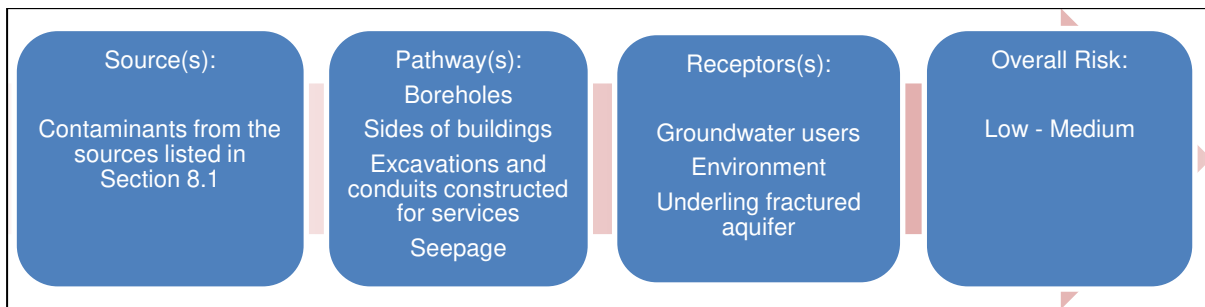 Source(s):
Contaminants from the
sources listed in
Section 8.1
Pathway(s):
Boreholes
Sides of buildings
Excavations and
conduits constructed
for services
Seepage
Receptors(s):
Groundwater users
Environment
Underling fractured
aquifer
Overall Risk:
Low - Medium